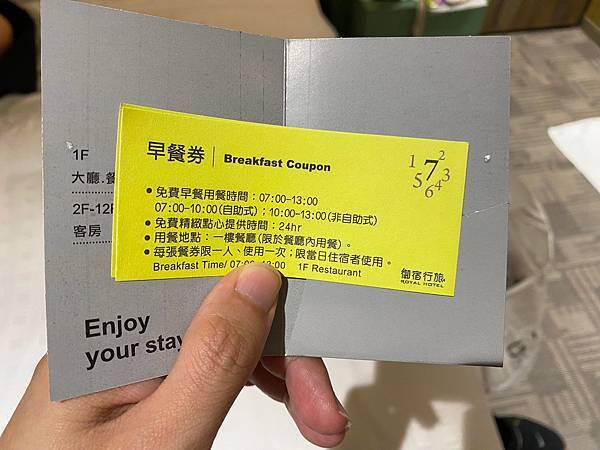 早餐券 | Breakfast Coupon
1 5 7 2 6 4 3
● 免費早餐用餐時間：07:00-13:00
07:00-10:00(自助式)；10:00-13:00(非自助式)
● 免費精緻點心提供時間：24hr
● 用餐地點：一樓餐廳(限於餐廳內用餐)。
● 每張餐券限一人、使用一次；限當日住宿者使用。
Breakfast Time/ 07:00-13:00 1F Restaurant
御宿行旅
ROYAL HOTEL
1F
大廳.餐
2F-12F
客房
Enjoy
your stay